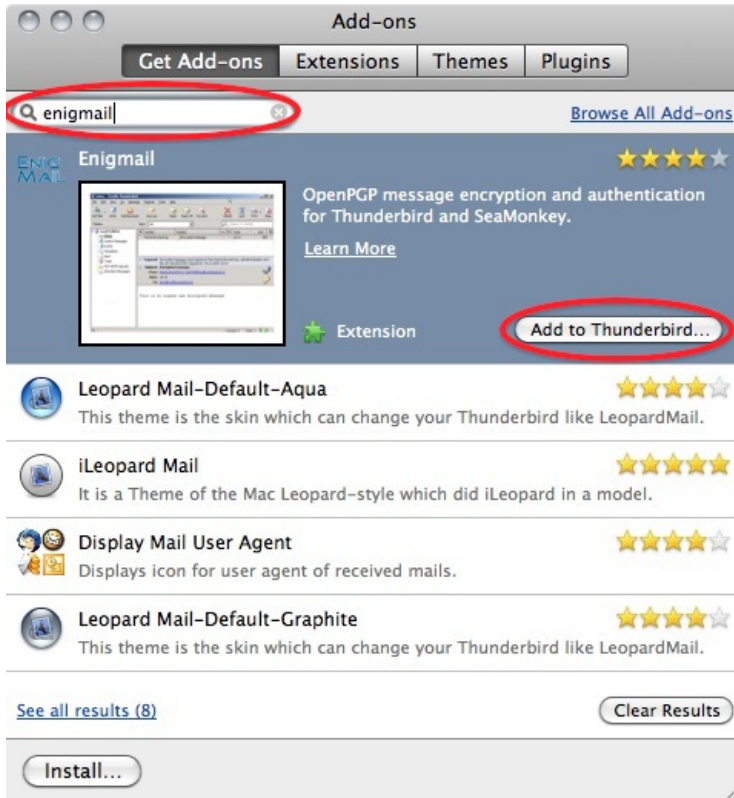 Add-ons
Get Add-ons Extensions Themes Plugins
enigmail Browse All Add-ons
ENIG
MAIL
Enigmail
OpenPGP message encryption and authentication
for Thunderbird and SeaMonkey.
Learn More
Extension Add to Thunderbird...
Leopard Mail-Default-Aqua
This theme is the skin which can change your Thunderbird like LeopardMail.
iLeopard Mail
It is a Theme of the Mac Leopard-style which did iLeopard in a model.
Display Mail User Agent
Displays icon for user agent of received mails.
Leopard Mail-Default-Graphite
This theme is the skin which can change your Thunderbird like LeopardMail.
See all results (8) Clear Results
Install...